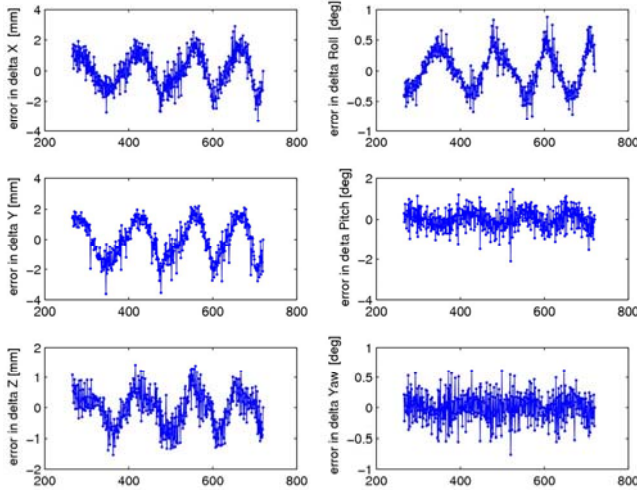 error in delta X [mm]
4
2
0
−2
−4
200 400 600 800
error in delta Roll [deg]
1
0.5
0
−0.5
−1
200 400 600 800
error in delta Y [mm]
4
2
0
−2
−4
200 400 600 800
error in deta Pitch [deg]
2
0
−2
−4
200 400 600 800
error in delta Z [mm]
2
1
0
−1
−2
200 400 600 800
error in delta Yaw [deg]
1
0.5
0
−0.5
−1
200 400 600 800